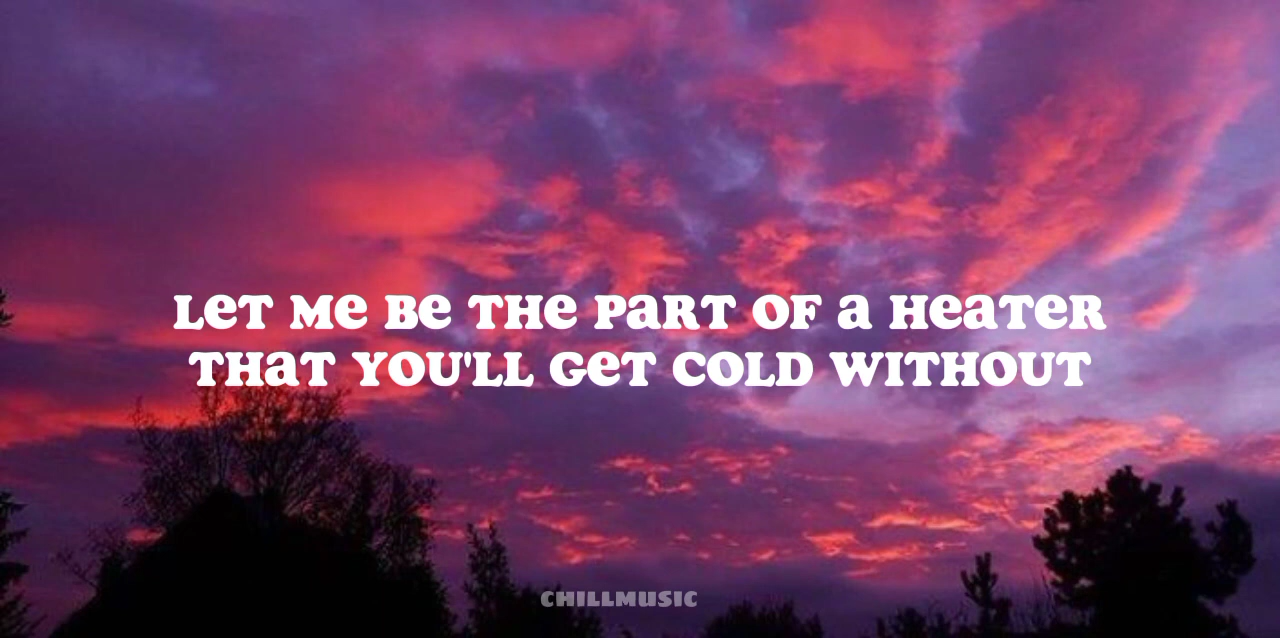 LET ME BE THE PART OF A HEATER
THAT YOU'LL GET COLD WITHOUT
CHILLMUSIC